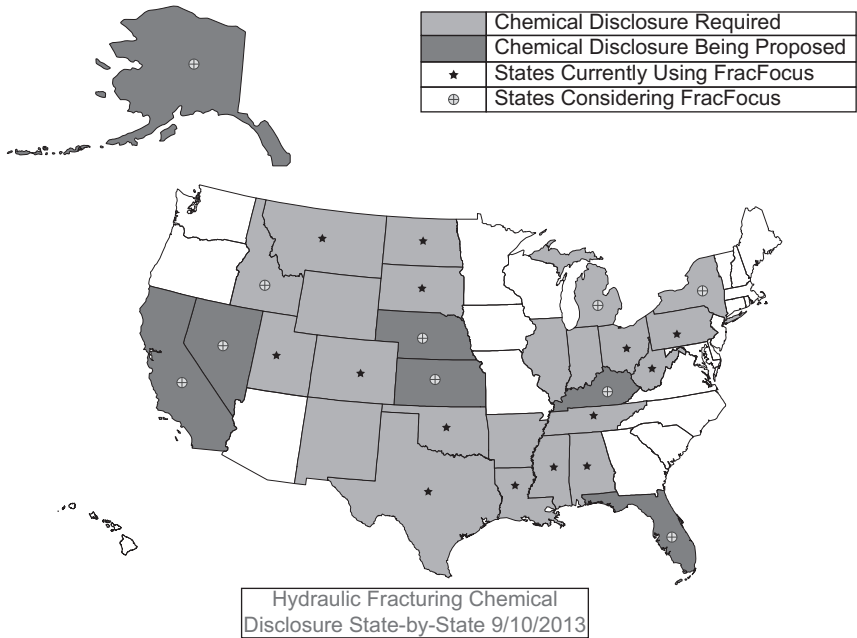 Chemical Disclosure Required
Chemical Disclosure Being Proposed
States Currently Using FracFocus
States Considering FracFocus
Hydraulic Fracturing Chemical
Disclosure State-by-State 9/10/2013